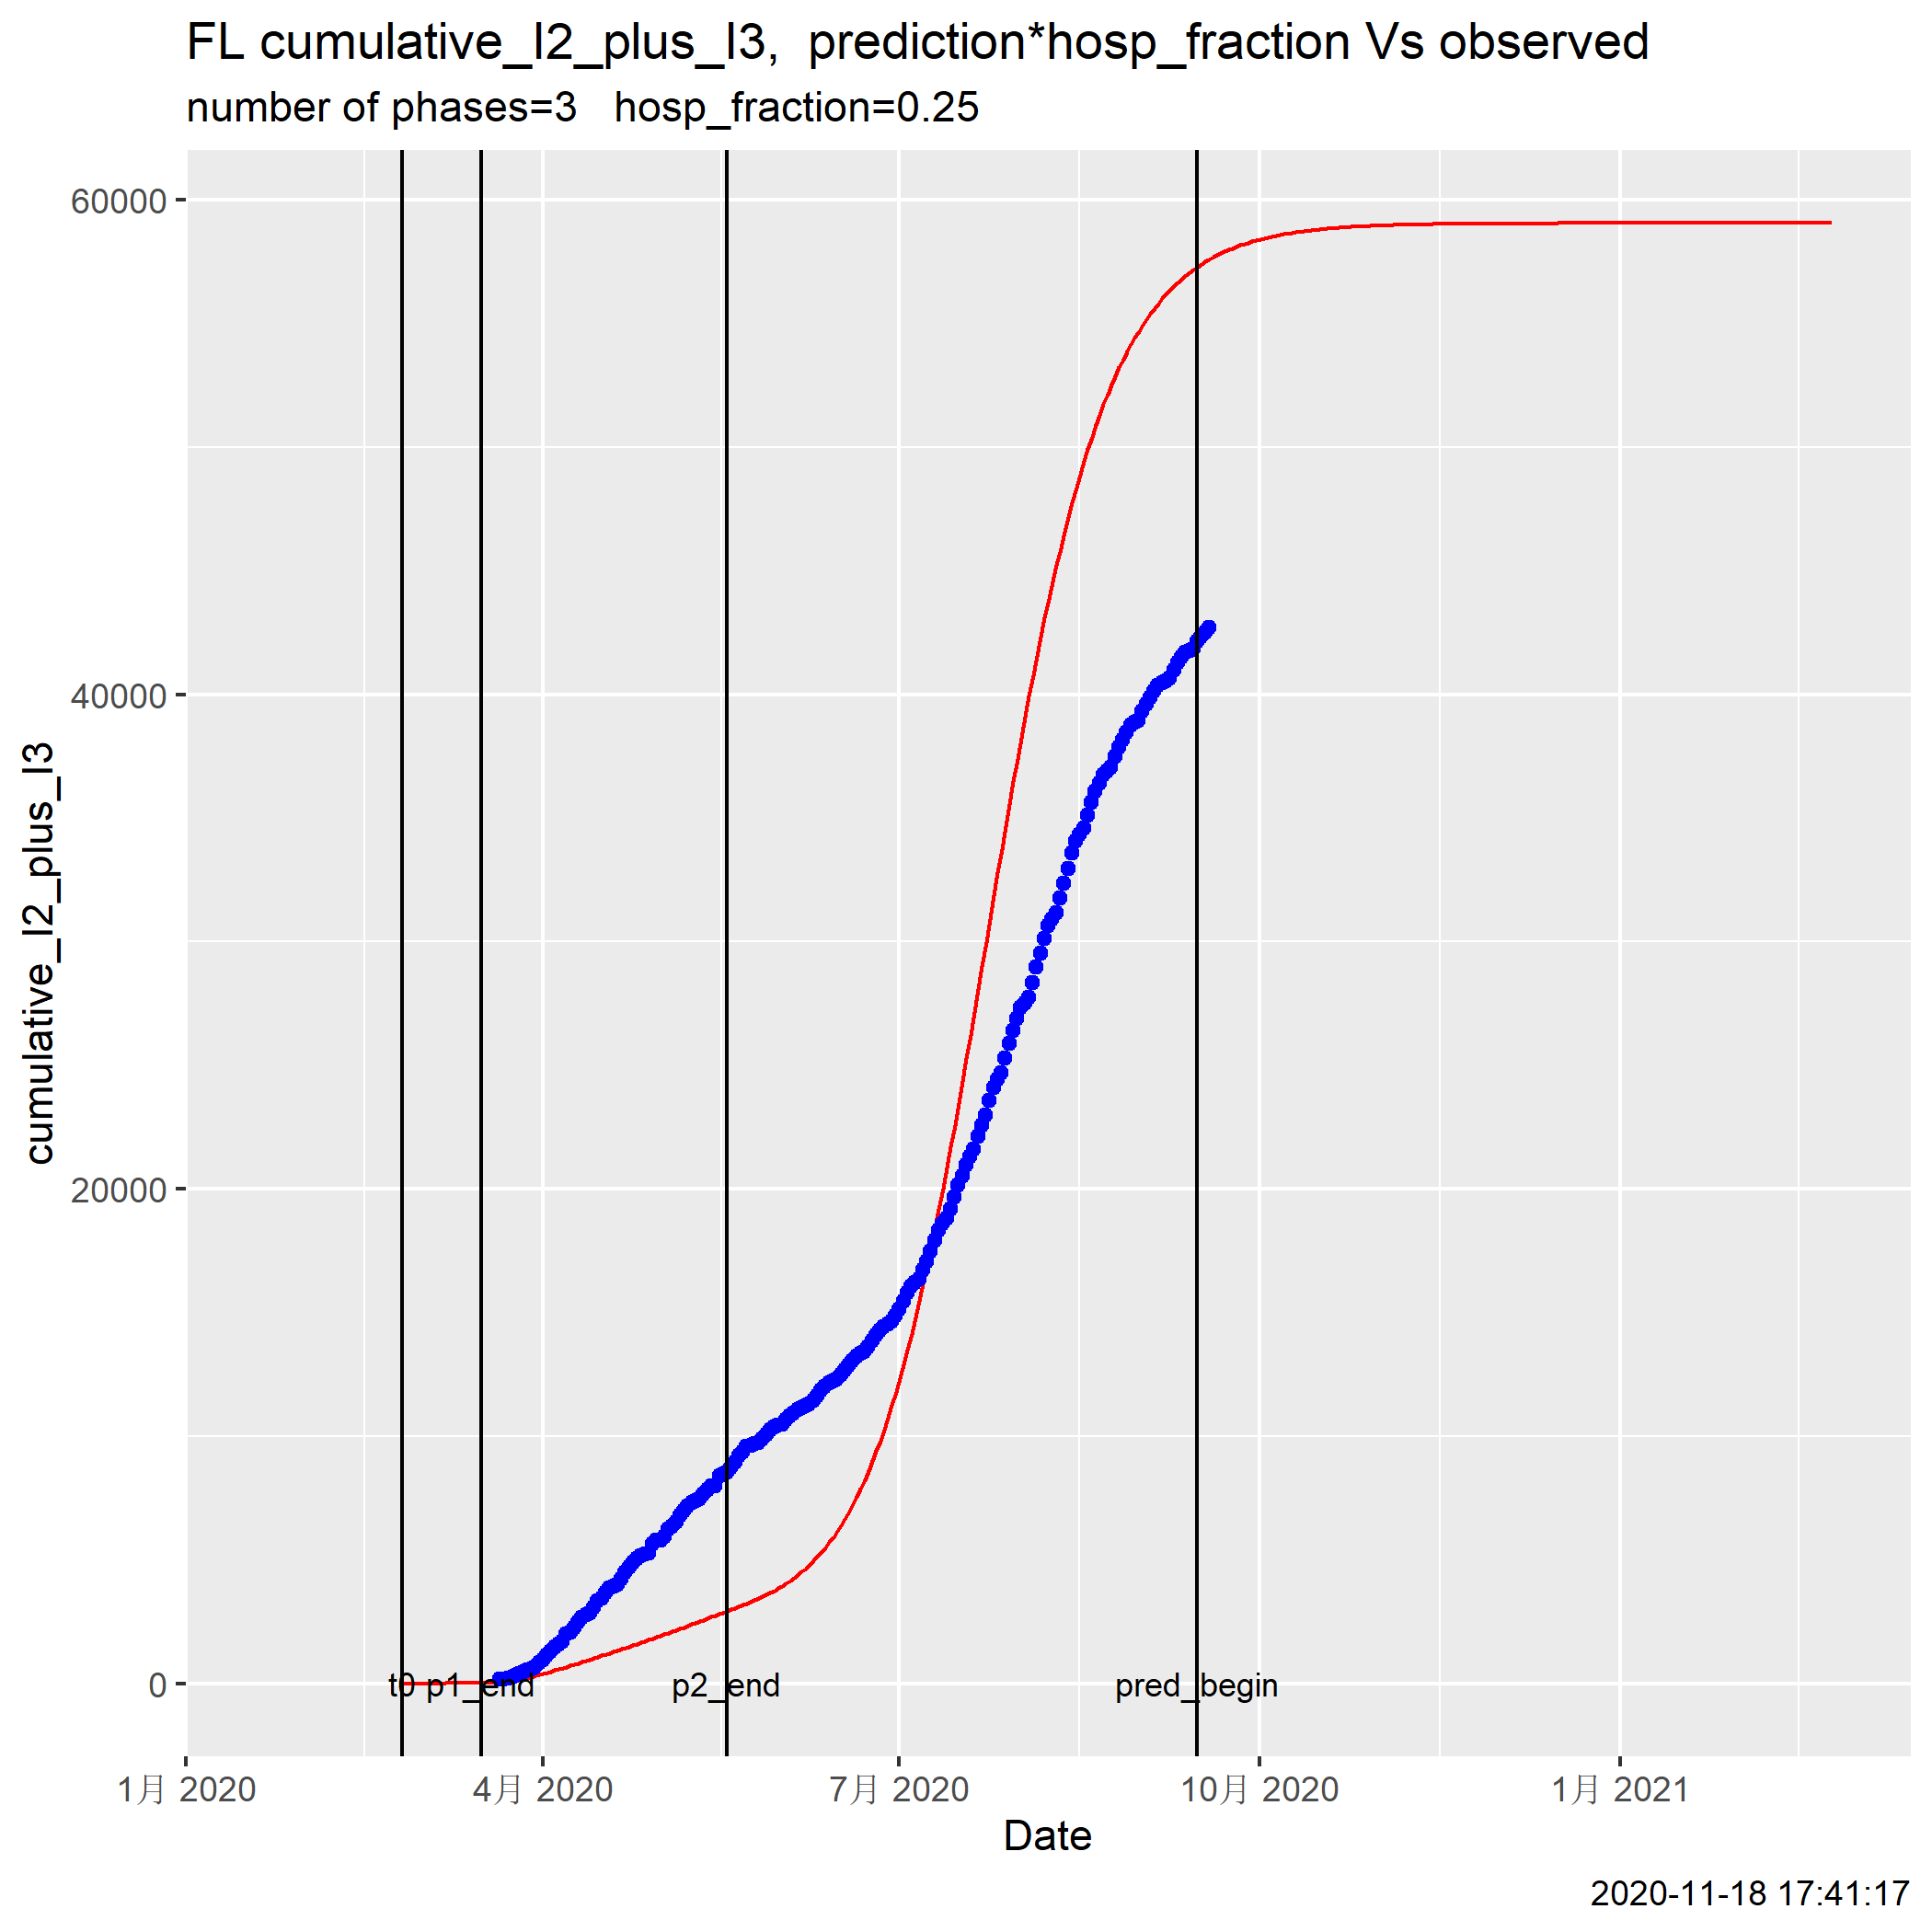 FL cumulative_I2_plus_I3,  prediction*hosp_fraction Vs observed
number of phases=3   hosp_fraction=0.25
60000
40000
20000
0
cumulative_I2_plus_I3
t0 p1_end p2_end pred_begin
1月 2020 4月 2020 7月 2020 10月 2020 1月 2021
Date
2020-11-18 17:41:17